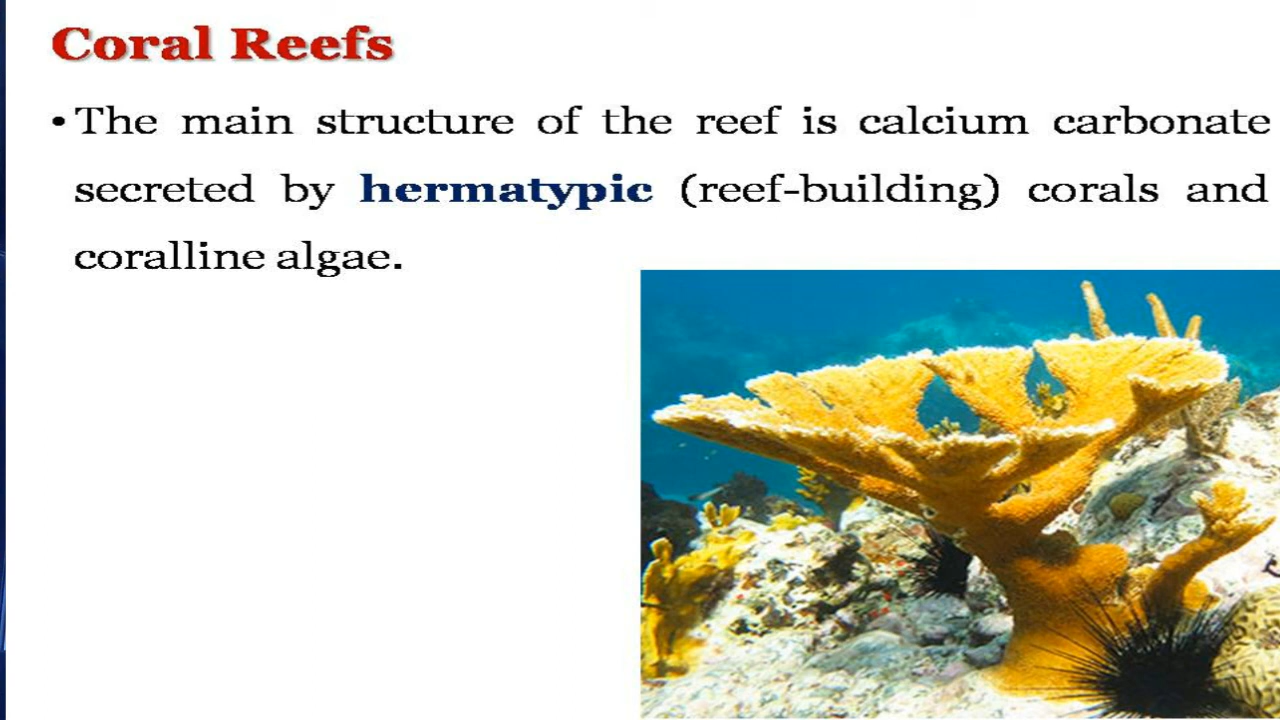 Coral Reefs
• The main structure of the reef is calcium carbonate
secreted by hermatypic (reef-building) corals and
coralline algae.